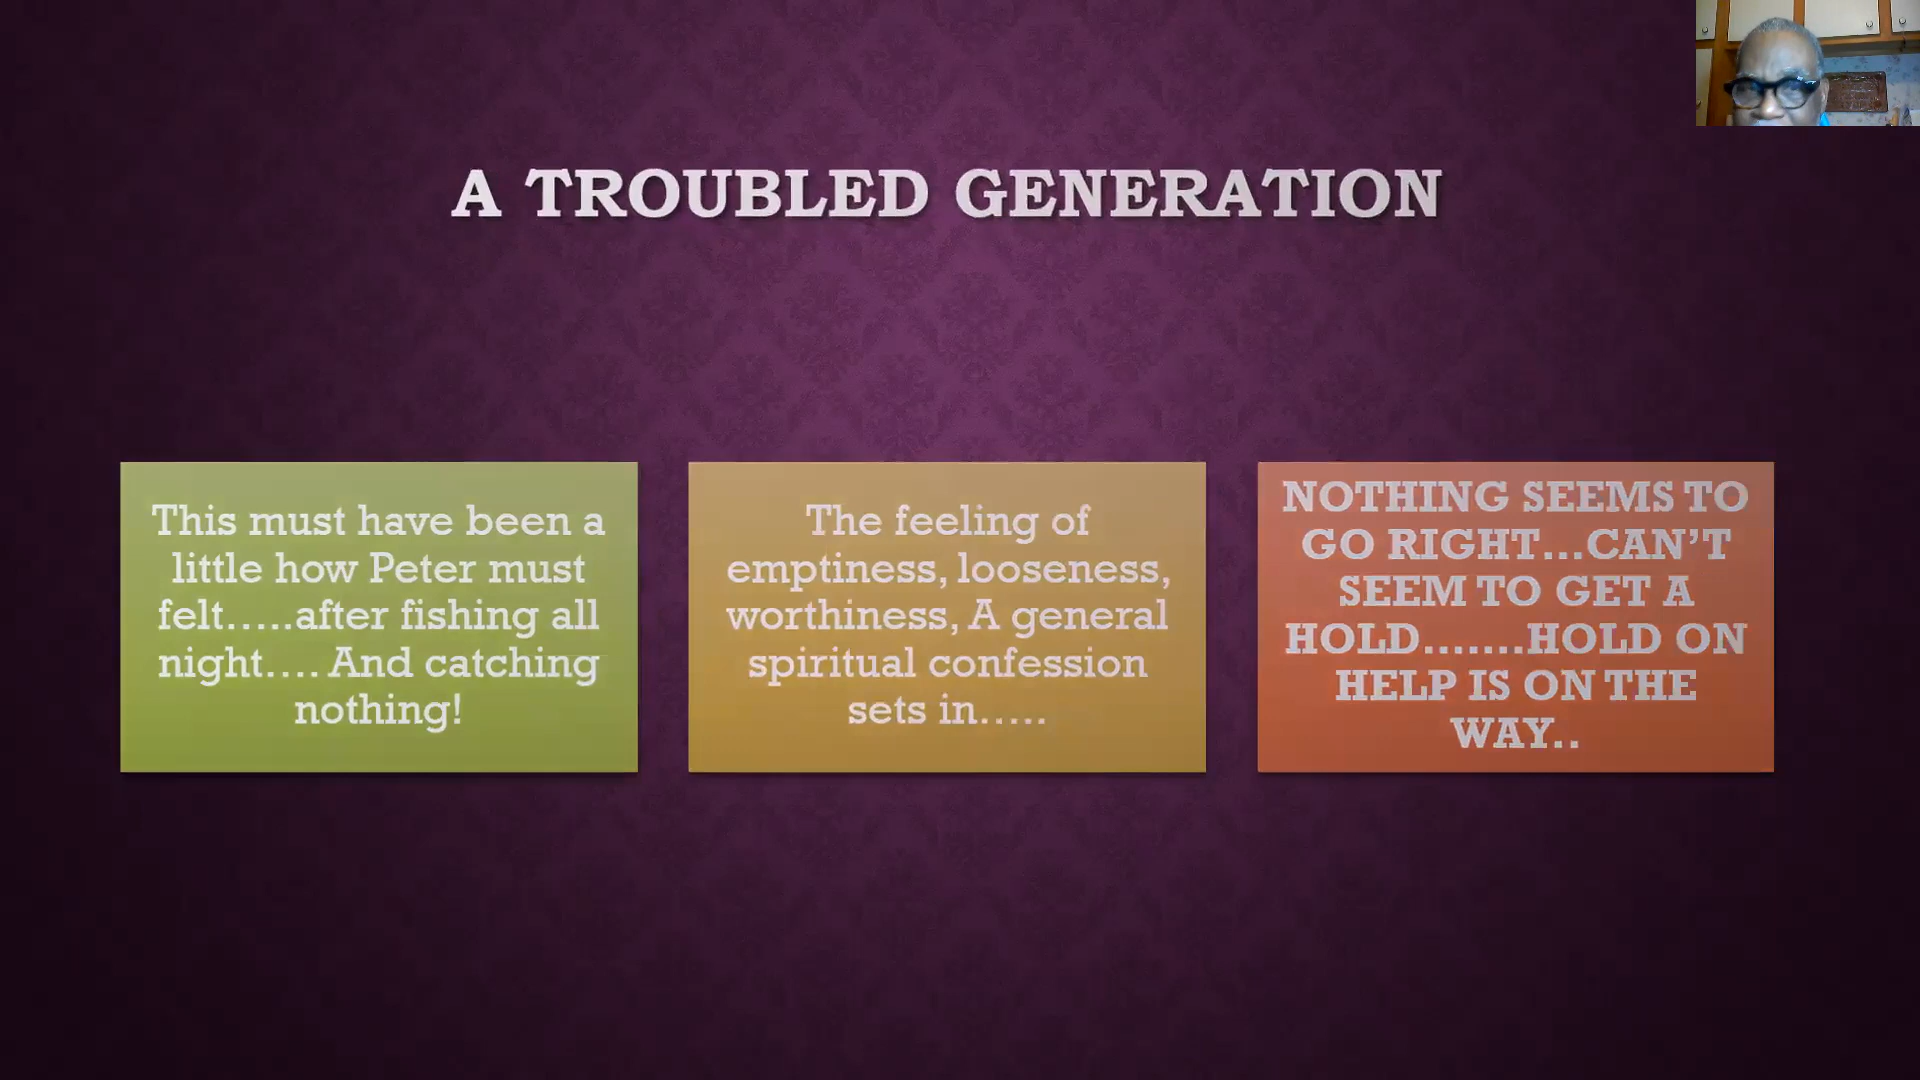 A TROUBLED GENERATION
This must have been a
little how Peter must
felt.....after fishing all
night.... And catching
nothing!
The feeling of
emptiness, looseness,
worthiness, A general
spiritual confession
sets in.....
NOTHING SEEMS TO
GO RIGHT...CAN’T
SEEM TO GET A
HOLD.......HOLD ON
HELP IS ON THE
WAY..